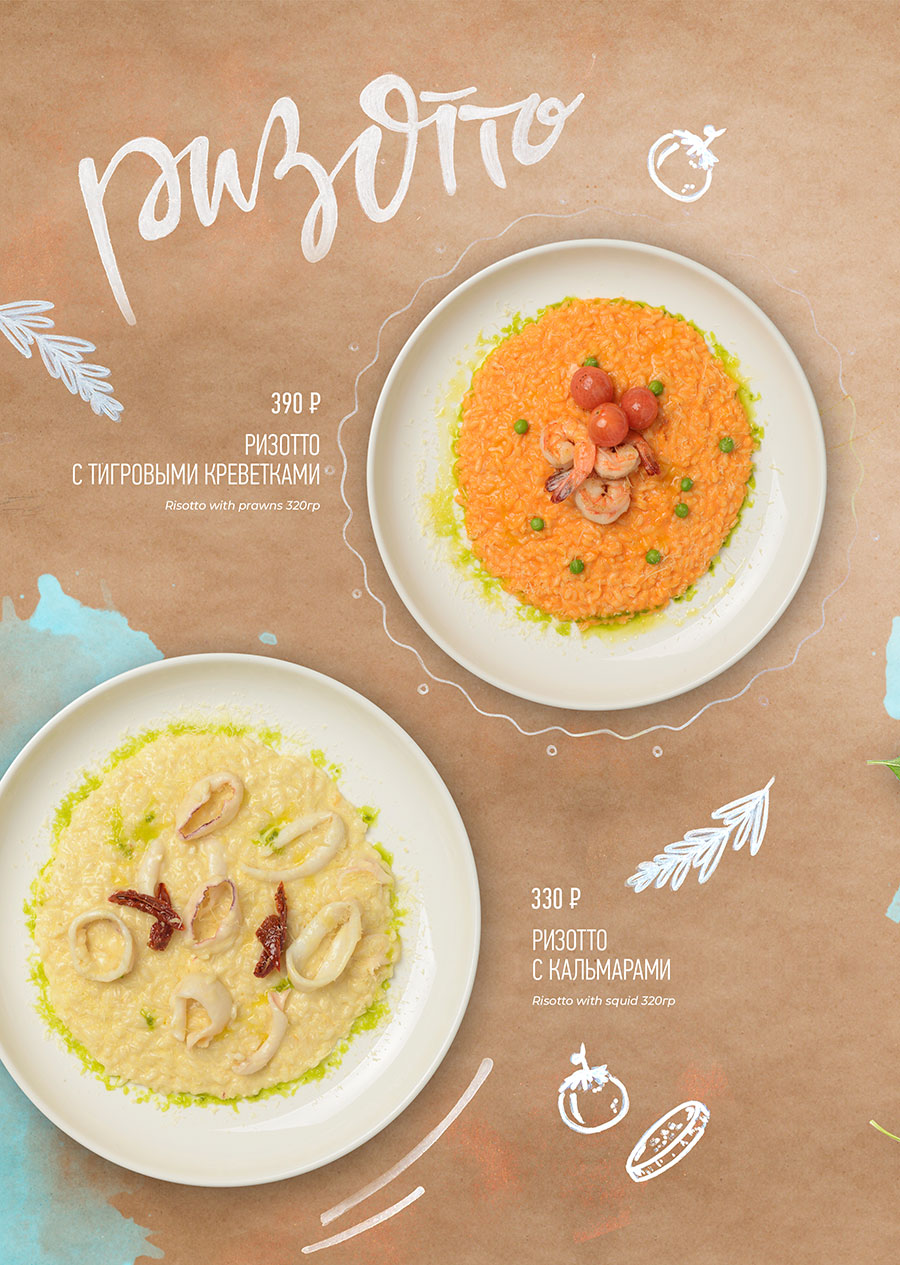 ризотто
390 ₽
РИЗОТТО
С ТИГРОВЫМИ КРЕВЕТКАМИ
Risotto with prawns 320гр
330 ₽
РИЗОТТО
С КАЛЬМАРАМИ
Risotto with squid 320гр